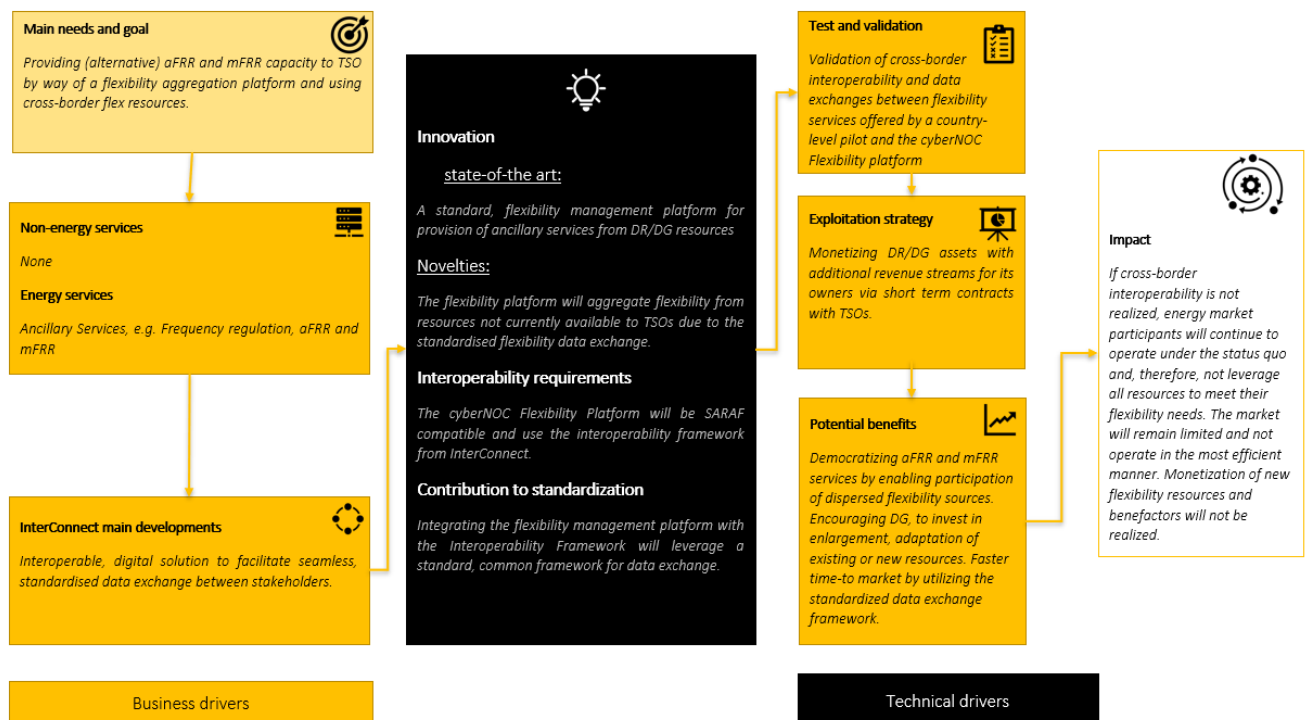 Main needs and goal
Providing (alternative) aFRR and mFRR capacity to TSO
by way of a flexibility aggregation platform and using
cross-border flex resources.
Non-energy services
None
Energy services
Ancillary Services, e.g. Frequency regulation, aFRR and
mFRR
InterConnect main developments
Interoperable, digital solution to facilitate seamless,
standardised data exchange between stakeholders.
Innovation
state-of-the art:
A standard, flexibility management platform for
provision of ancillary services from DR/DG resources
Novelties:
The flexibility platform will aggregate flexibility from
resources not currently available to TSOs due to the
standardised flexibility data exchange.
Interoperability requirements
The cyberNOC Flexibility Platform will be SARAF
compatible and use the interoperability framework
from InterConnect.
Contribution to standardization
Integrating the flexibility management platform with
the Interoperability Framework will leverage a
standard, common framework for data exchange.
Test and validation
Validation of cross-border
interoperability and data
exchanges between flexibility
services offered by a country-
level pilot and the cyberNOC
Flexibility platform
Exploitation strategy
Monetizing DR/DG assets with
additional revenue streams for its
owners via short term contracts
with TSOs.
Potential benefits
Democratizing aFRR and mFRR
services by enabling participation
of dispersed flexibility sources.
Encouraging DG, to invest in
enlargement, adaptation of
existing or new resources. Faster
time-to market by utilizing the
standardized data exchange
framework.
Impact
If cross-border
interoperability is not
realized, energy market
participants will continue to
operate under the status quo
and, therefore, not leverage
all resources to meet their
flexibility needs. The market
will remain limited and not
operate in the most efficient
manner. Monetization of new
flexibility resources and
benefactors will not be
realized.
Business drivers
Technical drivers